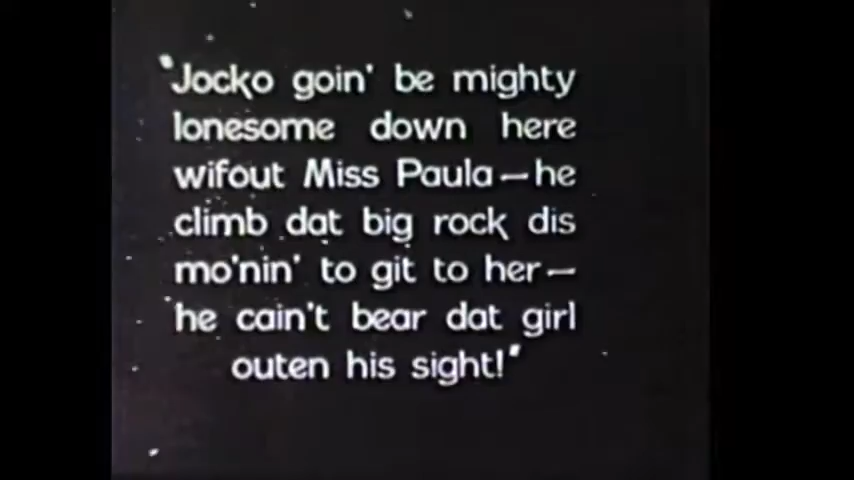 "Jocko goin' be mighty
lonesome down here
wifout Miss Paula—he
climb dat big rock dis
mo'nin' to git to her—
he cain't bear dat girl
outen his sight!"